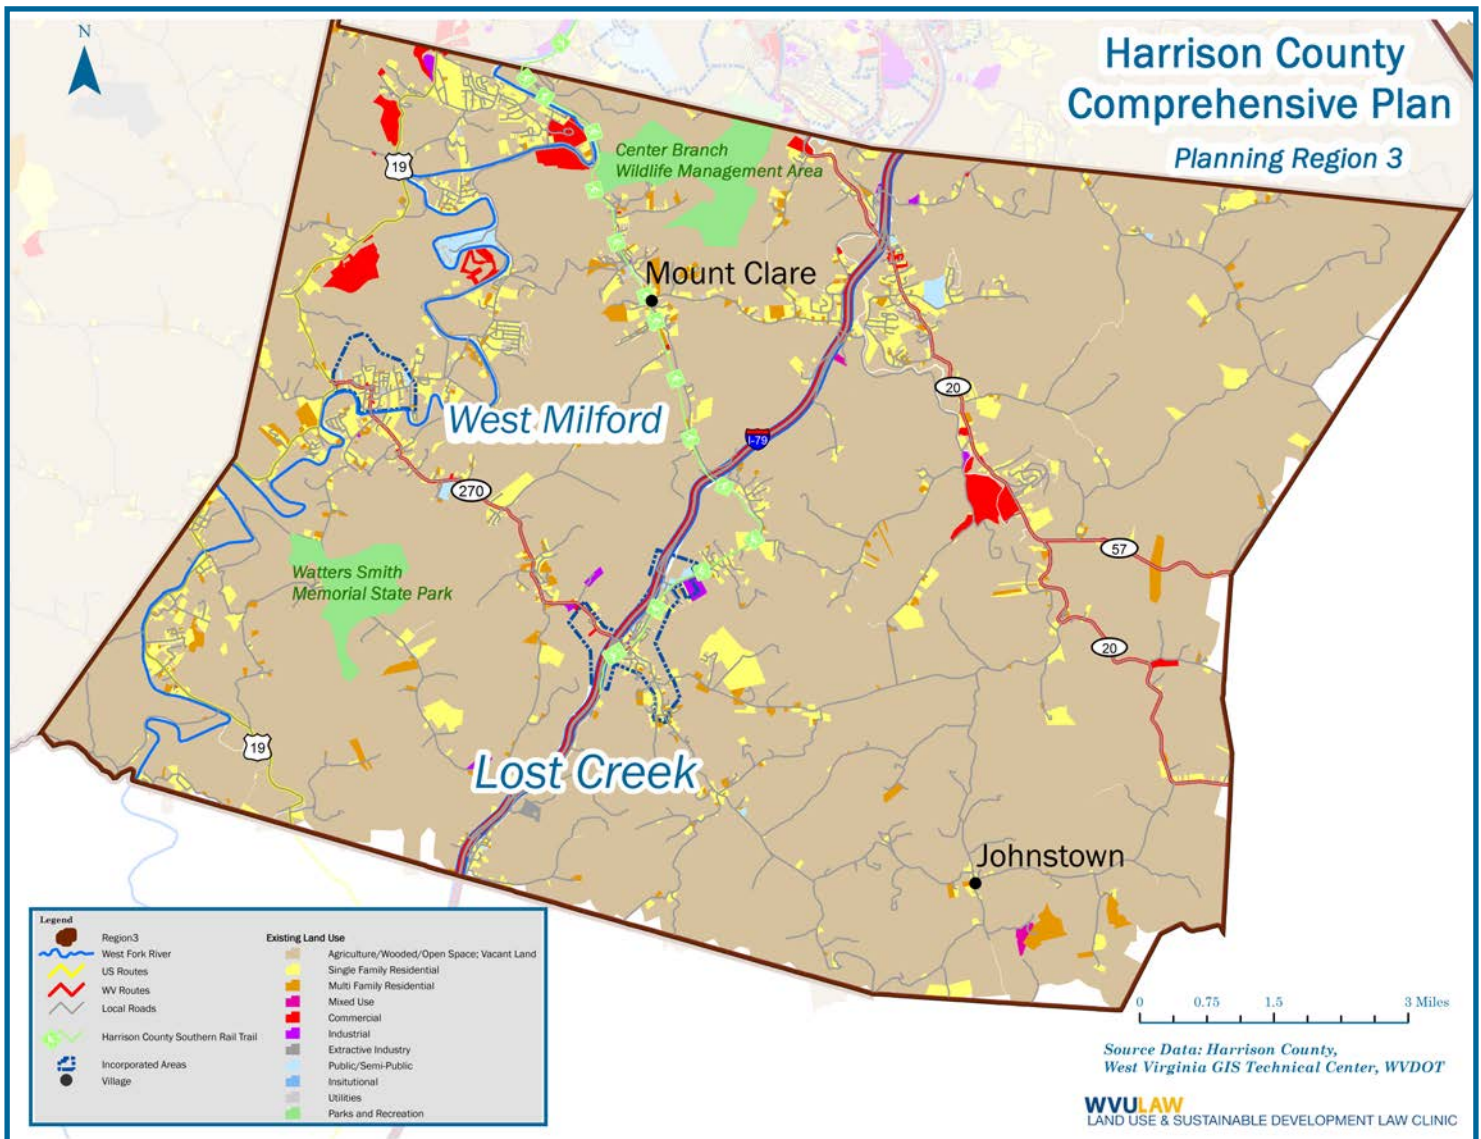 N
Harrison County
Comprehensive Plan
Planning Region 3
Center Branch
Wildlife Management Area
19
Mount Clare
20
West Milford
I-79
270
57
Watters Smith
Memorial State Park
20
19
Lost Creek
Johnstown
Legend
Region3
West Fork River
US Routes
WV Routes
Local Roads
Harrison County Southern Rail Trail
Incorporated Areas
Village
Existing Land Use
Agriculture/Wooded/Open Space; Vacant Land
Single Family Residential
Multi Family Residential
Mixed Use
Commercial
Industrial
Extractive Industry
Public/Semi-Public
Insitutional
Utilities
Parks and Recreation
0 0.75 1.5 3 Miles
Source Data: Harrison County,
West Virginia GIS Technical Center, WVDOT
WVULAW
LAND USE & SUSTAINABLE DEVELOPMENT LAW CLINIC